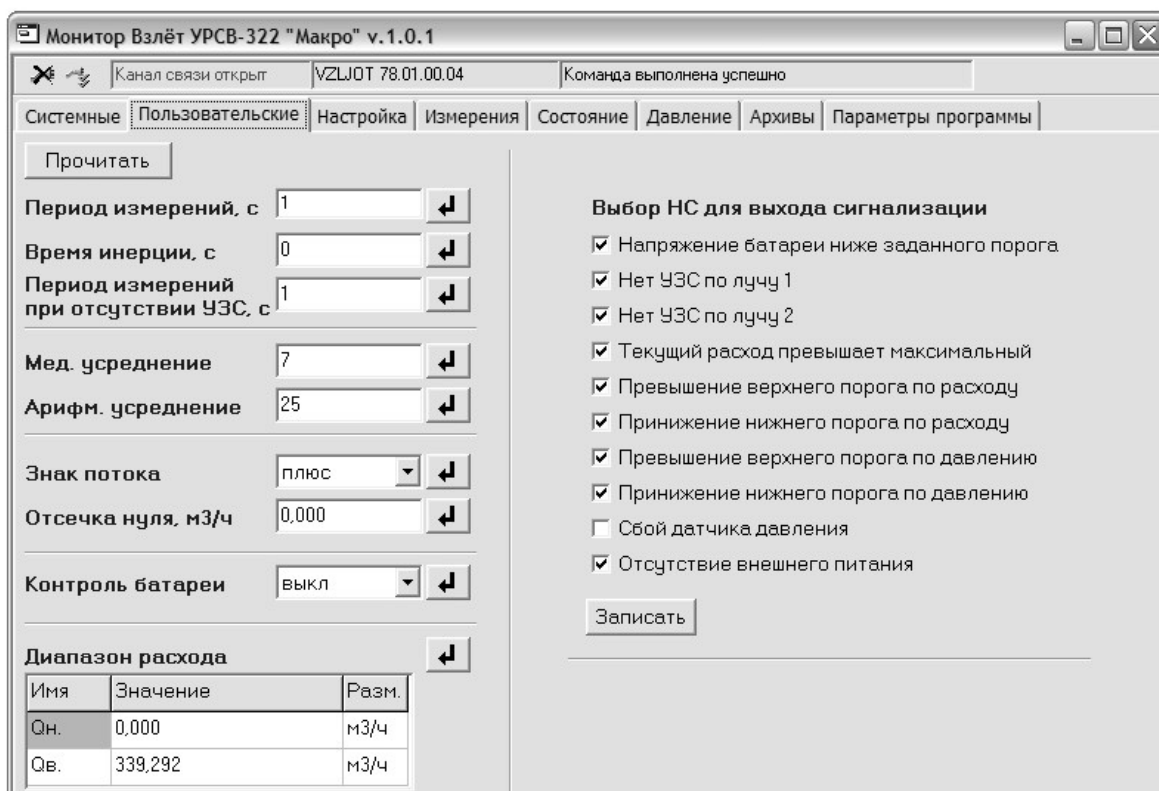 Монитор Взлёт УРСВ-322 "Макро" v.1.0.1
Канал связи открыт VZLJOT 78.01.00.04 Команда выполнена успешно
Системные Пользовательские Настройка Измерения Состояние Давление Архивы Параметры программы
Прочитать
Период измерений, с 1
Время инерции, с 0
Период измерений
при отсутствии УЗС, с 1
Мед. усреднение 7
Арифм. усреднение 25
Знак потока плюс
Отсечка нуля, м3/ч 0,000
Контроль батареи выкл
Диапазон расхода
Имя Значение Разм.
Qн. 0,000 м3/ч
Qв. 339,292 м3/ч
Выбор НС для выхода сигнализации
Напряжение батареи ниже заданного порога
Нет УЗС по лучу 1
Нет УЗС по лучу 2
Текущий расход превышает максимальный
Превышение верхнего порога по расходу
Принижение нижнего порога по расходу
Превышение верхнего порога по давлению
Принижение нижнего порога по давлению
Сбой датчика давления
Отсутствие внешнего питания
Записать